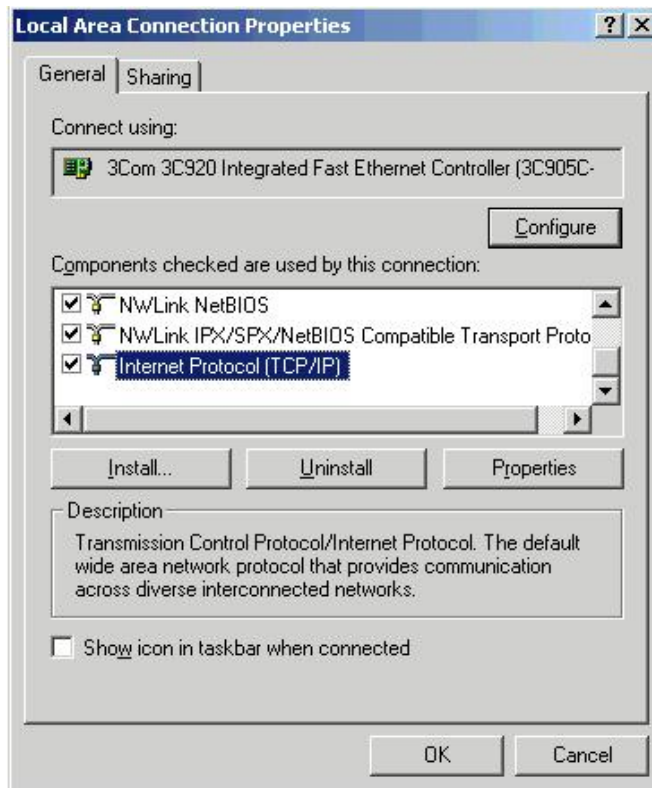 Local Area Connection Properties
General Sharing
Connect using:
3Com 3C920 Integrated Fast Ethernet Controller (3C905C-
Configure
Components checked are used by this connection:
NWLink NetBIOS
NWLink IPX/SPX/NetBIOS Compatible Transport Proto
Internet Protocol (TCP/IP)
Install... Uninstall Properties
Description
Transmission Control Protocol/Internet Protocol. The default
wide area network protocol that provides communication
across diverse interconnected networks.
Show icon in taskbar when connected
OK Cancel